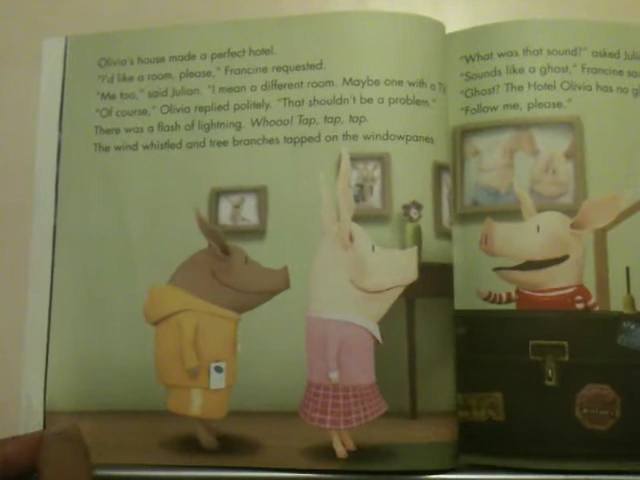 Olivia's house made a perfect hotel.
"I'd like a room, please," Francine requested.
"Me too," said Julian. "I mean a different room. Maybe one with a
"Of course," Olivia replied politely. "That shouldn't be a problem."
There was a flash of lightning. Whooo! Tap, tap, tap.
The wind whistled and tree branches tapped on the windowpanes.
"What was that sound?" asked
"Sounds like a ghost," Francine
"Ghost? The Hotel Olivia has no
"Follow me, please."